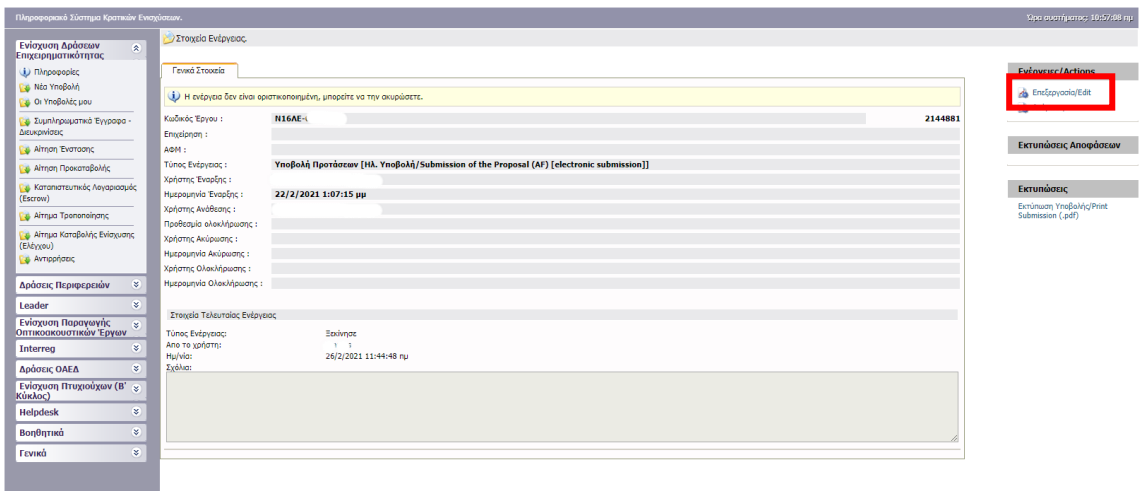 Πληροφοριακό Σύστημα Κρατικών Ενισχύσεων.
Ώρα συστήματος: 10:57:08 πμ
Ενίσχυση Δράσεων
Επιχειρηματικότητας
Πληροφορίες
Νέα Υποβολή
Οι Υποβολές μου
Συμπληρωματικά Έγγραφα -
Διευκρινίσεις
Αίτηση Ένστασης
Αίτηση Προκαταβολής
Καταπιστευτικός Λογαριασμός
(Escrow)
Αίτημα Τροποποίησης
Αίτημα Καταβολής Ενίσχυσης
(Ελέγχου)
Αντιρρήσεις
Δράσεις Περιφερειών
Leader
Ενίσχυση Παραγωγής
Οπτικοακουστικών Έργων
Interreg
Δράσεις ΟΑΕΔ
Ενίσχυση Πτυχιούχων (Β'
Κύκλος)
Helpdesk
Βοηθητικά
Γενικά
Στοιχεία Ενέργειας.
Γενικά Στοιχεία
Η ενέργεια δεν είναι οριστικοποιημένη, μπορείτε να την ακυρώσετε.
Κωδικός Έργου : Ν16ΑΕ- 2144881
Επιχείρηση :
ΑΦΜ :
Τύπος Ενέργειας : Υποβολή Προτάσεων [Ηλ. Υποβολή/Submission of the Proposal (AF) [electronic submission]]
Χρήστης Έναρξης :
Ημερομηνία Έναρξης : 22/2/2021 1:07:15 μμ
Χρήστης Ανάθεσης :
Προθεσμία ολοκλήρωσης :
Χρήστης Ακύρωσης :
Ημερομηνία Ακύρωσης :
Χρήστης Ολοκλήρωσης :
Ημερομηνία Ολοκλήρωσης :
Στοιχεία Τελευταίας Ενέργειας
Τύπος Ενέργειας: Ξεκίνησε
Απο το χρήστη:
Ημ/νία: 26/2/2021 11:44:48 πμ
Σχόλια:
Ενέργειες/Actions
Επεξεργασία/Edit
Εκτυπώσεις Αποφάσεων
Εκτυπώσεις
Εκτύπωση Υποβολής/Print
Submission (.pdf)